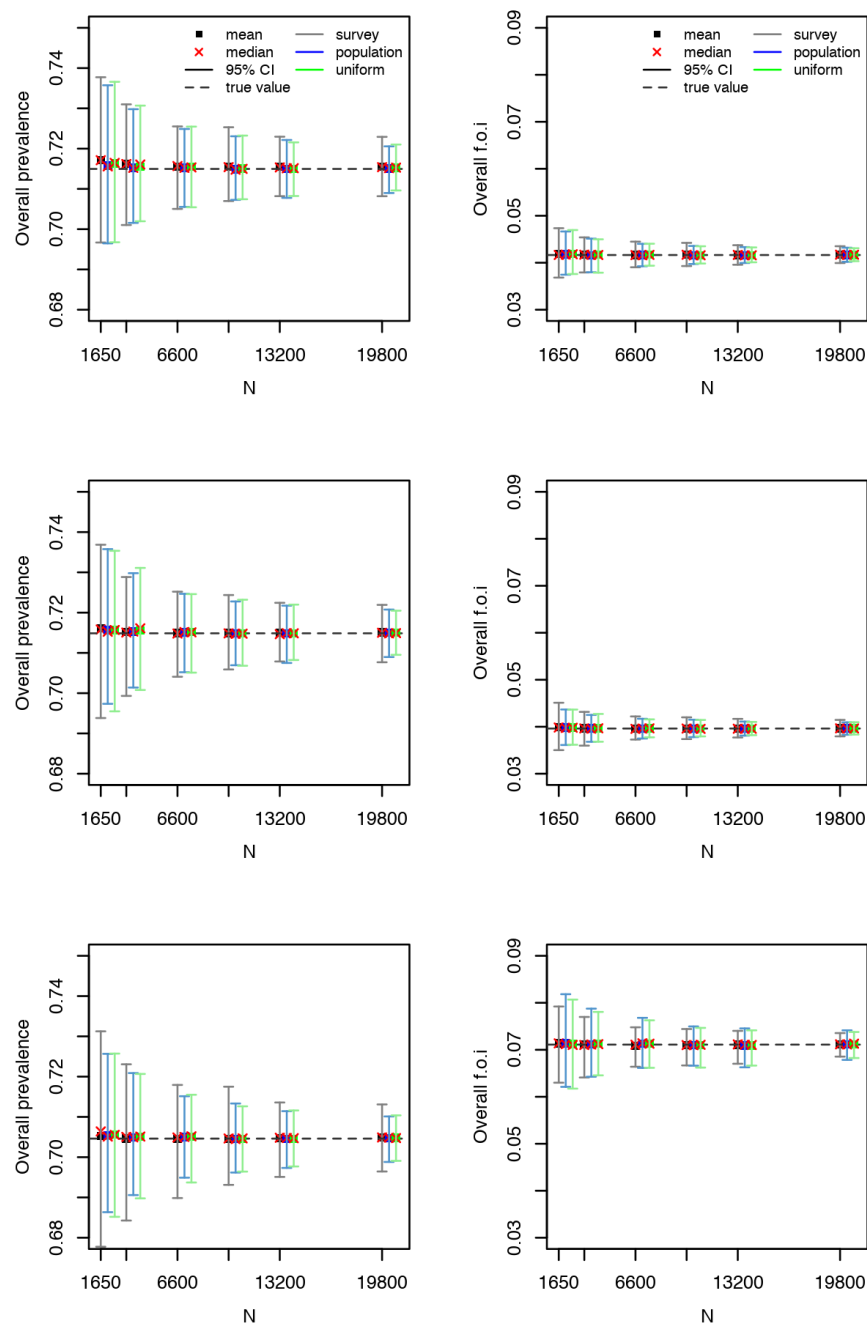 mean survey
median population
95% CI uniform
true value
Overall prevalence
0.74
0.72
0.70
0.68
1650 6600 13200 19800
N
mean survey
median population
95% CI uniform
true value
Overall f.o.i
0.09
0.07
0.05
0.03
1650 6600 13200 19800
N
Overall prevalence
0.74
0.72
0.70
0.68
1650 6600 13200 19800
N
Overall f.o.i
0.09
0.07
0.05
0.03
1650 6600 13200 19800
N
Overall prevalence
0.74
0.72
0.70
0.68
1650 6600 13200 19800
N
Overall f.o.i
0.09
0.07
0.05
0.03
1650 6600 13200 19800
N